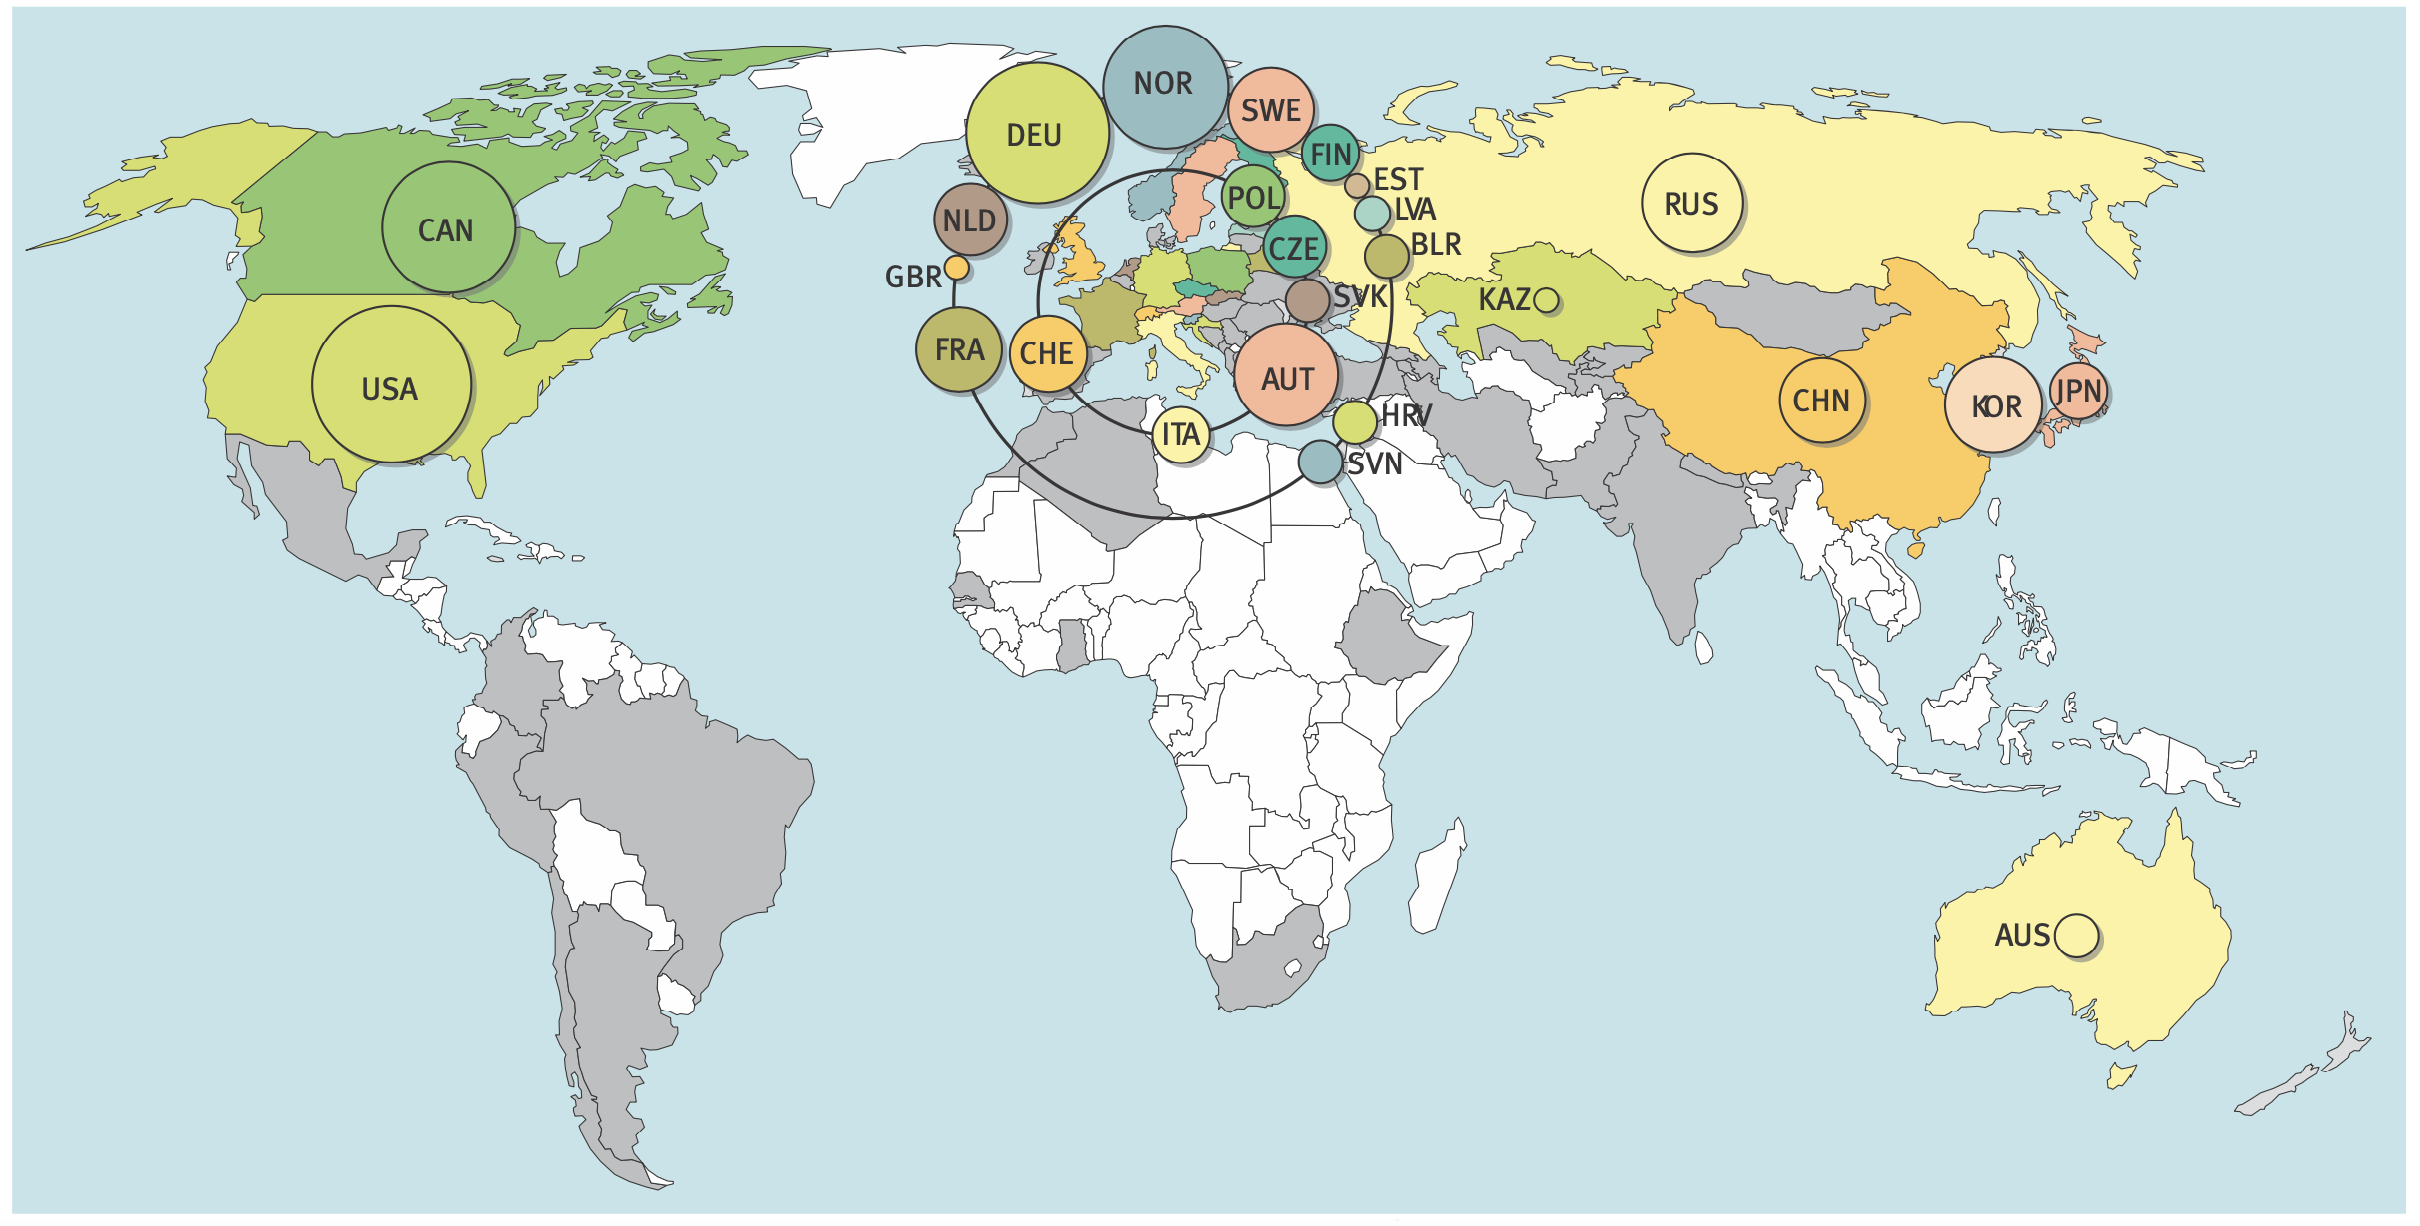 NOR
SWE
DEU
FIN
EST
POL
RUS
LVA
NLD
CAN
BLR
CZE
GBR
SVK
KAZ
FRA
CHE
AUT
USA
JPN
CHN
KOR
HRV
ITA
SVN
AUS